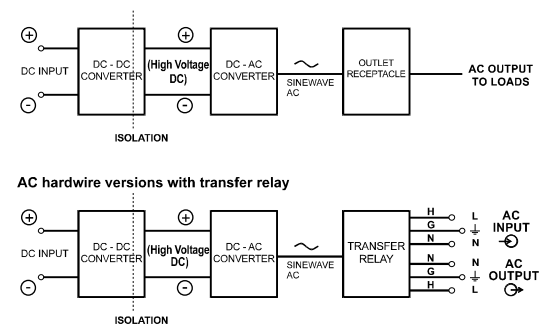 + +
DC INPUT
DC - DC
CONVERTER
(High Voltage
DC)
DC - AC
CONVERTER
SINEWAVE
AC
OUTLET
RECEPTACLE
AC OUTPUT
TO LOADS
- -
ISOLATION
AC hardwire versions with transfer relay
+ +
DC INPUT
DC - DC
CONVERTER
(High Voltage
DC)
DC - AC
CONVERTER
SINEWAVE
AC
TRANSFER
RELAY
H L
G
N N
AC
INPUT
N N
G
H L
AC
OUTPUT
- -
ISOLATION